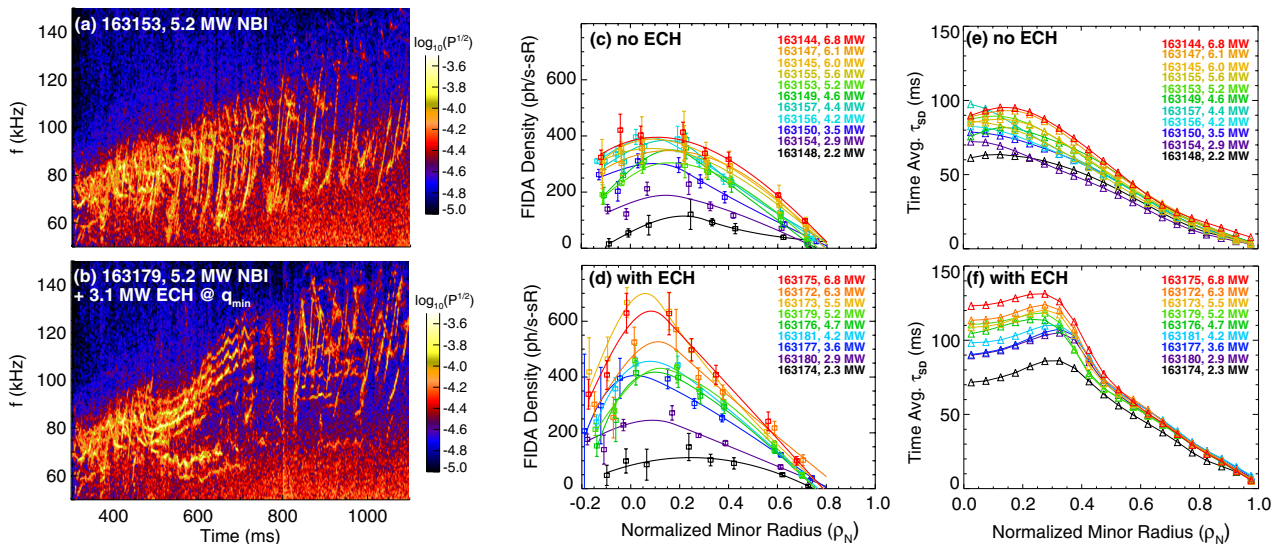 (a) 163153, 5.2 MW NBI
f (kHz)
140
120
100
80
60
log₁₀(P^1/2)
-3.6
-4.0
-4.2
-4.4
-4.5
-4.8
-5.0
(b) 163179, 5.2 MW NBI
+ 3.1 MW ECH @ q_min
f (kHz)
140
120
100
80
60
log₁₀(P^1/2)
-3.6
-4.0
-4.2
-4.4
-4.6
-4.8
-5.0
400 600 800 1000
Time (ms)
(c) no ECH
FIDA Density (ph/s-sR)
600
400
200
0
163144, 6.8 MW
163147, 6.1 MW
163145, 6.0 MW
163155, 5.6 MW
163153, 5.2 MW
163149, 4.6 MW
163157, 4.4 MW
163156, 4.2 MW
163150, 3.5 MW
163154, 2.9 MW
163148, 2.2 MW
(d) with ECH
FIDA Density (ph/s-sR)
600
400
200
0
163175, 6.8 MW
163172, 6.3 MW
163173, 5.5 MW
163179, 5.2 MW
163176, 4.7 MW
163181, 4.2 MW
163177, 3.6 MW
163180, 2.9 MW
163174, 2.3 MW
-0.2 0.0 0.2 0.4 0.6 0.8 1.0
Normalized Minor Radius (ρ_N)
(e) no ECH
Time Avg. τ_SD (ms)
150
100
50
0
163144, 6.8 MW
163147, 6.1 MW
163145, 6.0 MW
163155, 5.6 MW
163153, 5.2 MW
163149, 4.6 MW
163157, 4.4 MW
163156, 4.2 MW
163150, 3.5 MW
163154, 2.9 MW
163148, 2.2 MW
(f) with ECH
Time Avg. τ_SD (ms)
150
100
50
0
163175, 6.8 MW
163172, 6.3 MW
163173, 5.5 MW
163179, 5.2 MW
163176, 4.7 MW
163181, 4.2 MW
163177, 3.6 MW
163180, 2.9 MW
163174, 2.3 MW
0.0 0.2 0.4 0.6 0.8 1.0
Normalized Minor Radius (ρ_N)